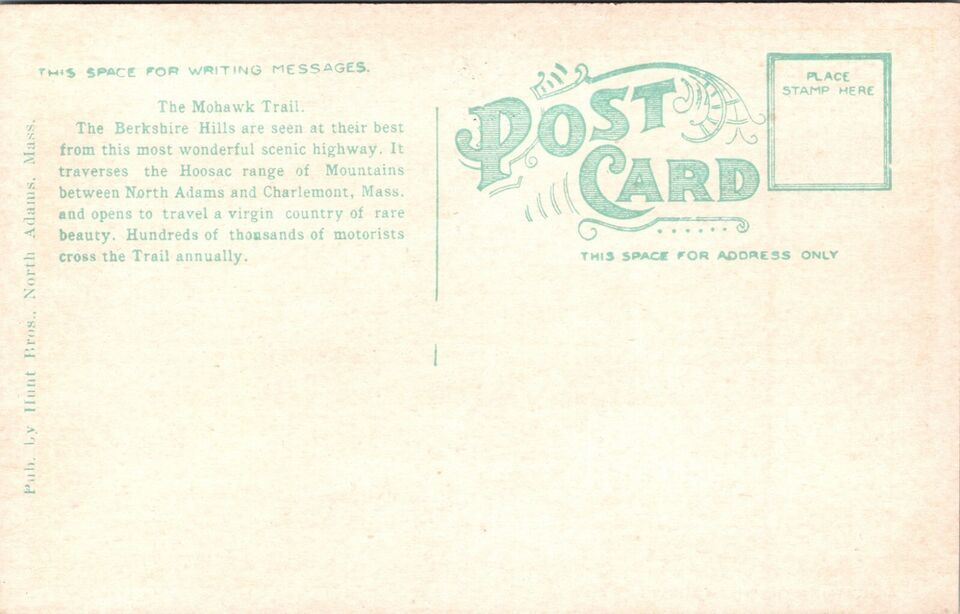 THIS SPACE FOR WRITING MESSAGES.
The Mohawk Trail.
The Berkshire Hills are seen at their best
from this most wonderful scenic highway. It
traverses the Hoosac range of Mountains
between North Adams and Charlemont, Mass.
and opens to travel a virgin country of rare
beauty. Hundreds of thousands of motorists
cross the Trail annually.
Pub. by Hunt Bros., North Adams, Mass.
POST
CARD
PLACE
STAMP HERE
THIS SPACE FOR ADDRESS ONLY